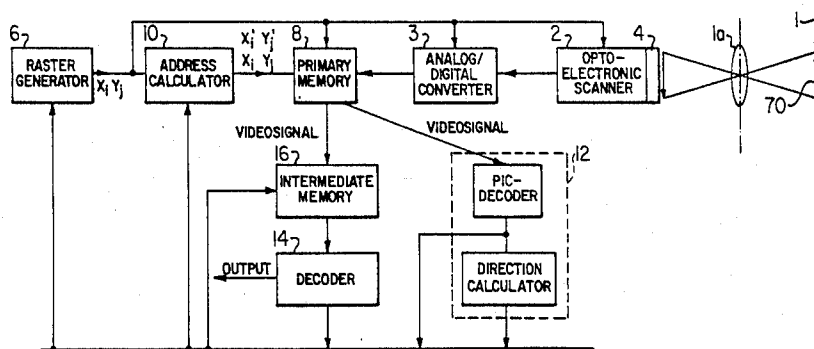 6
RASTER
GENERATOR
Xi Yj
10
ADDRESS
CALCULATOR
Xi' Yj'
Xi Yj
8
PRIMARY
MEMORY
3
ANALOG/
DIGITAL
CONVERTER
2
4
OPTO-
ELECTRONIC
SCANNER
1a
1
70
VIDEOSIGNAL
VIDEOSIGNAL
16
INTERMEDIATE
MEMORY
12
PIC-
DECODER
14
DECODER
OUTPUT
DIRECTION
CALCULATOR